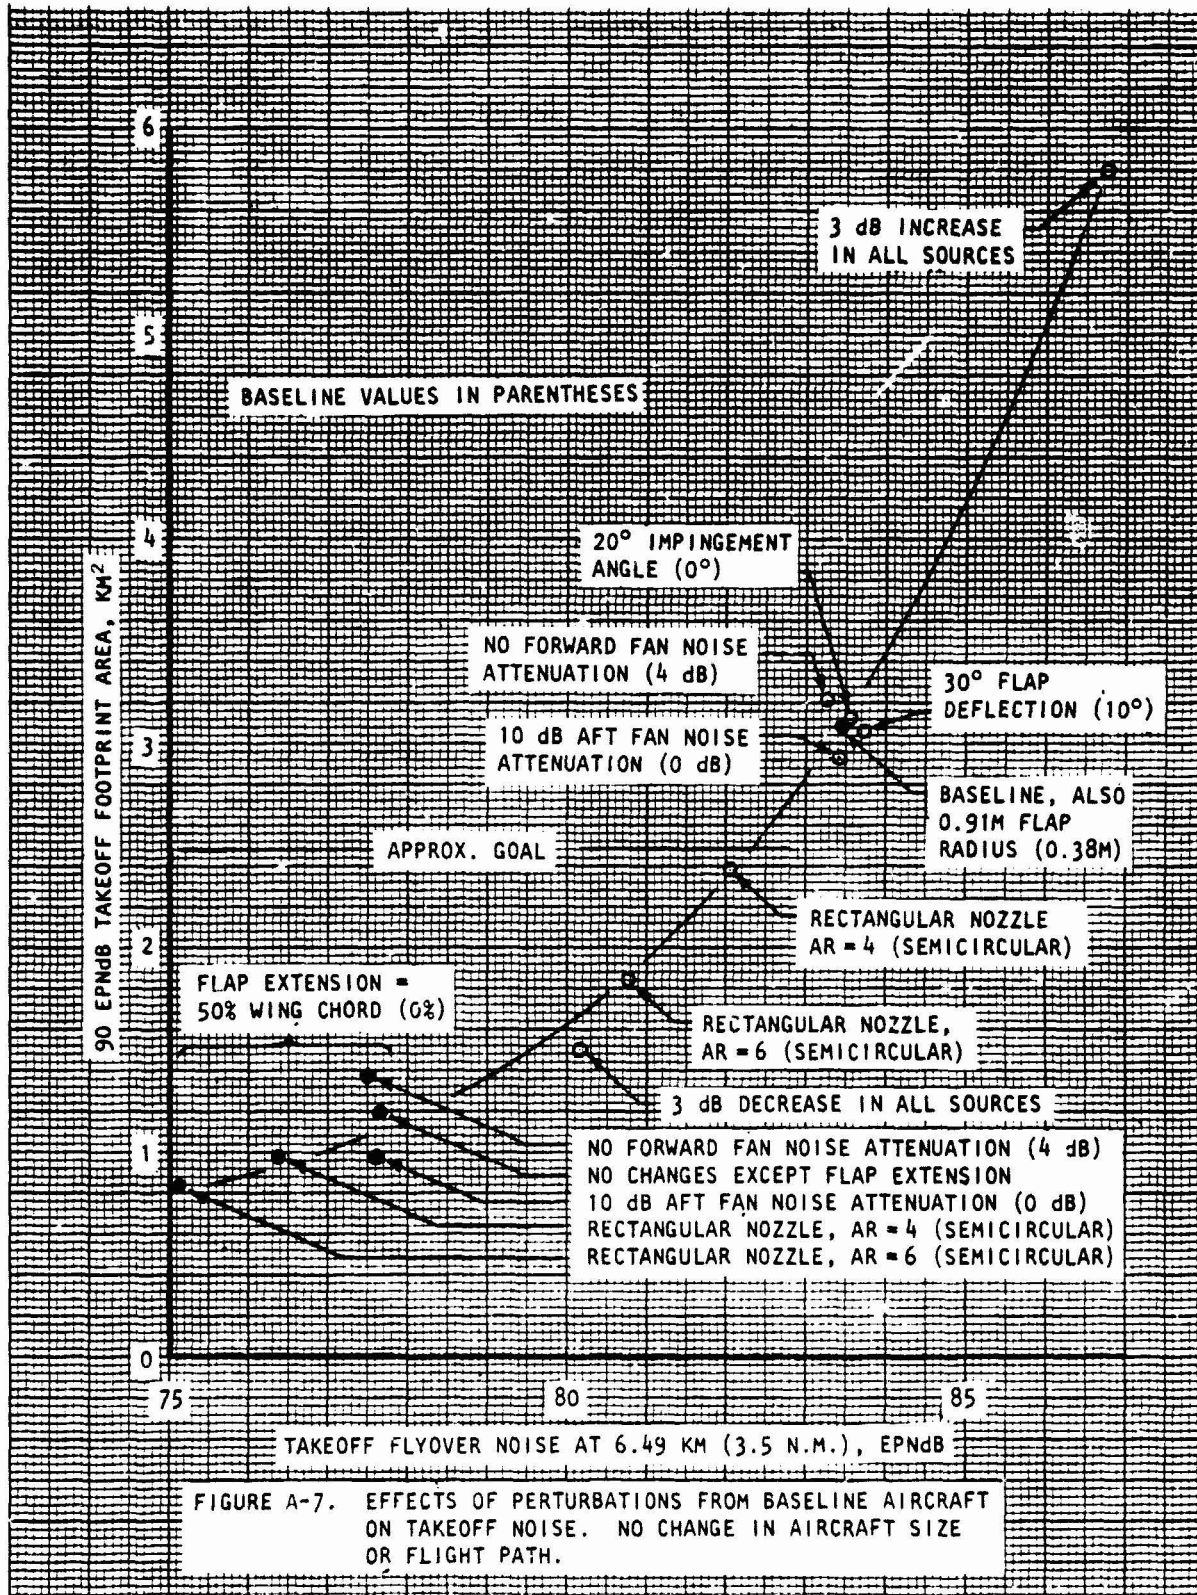 6
3 dB INCREASE
IN ALL SOURCES
5
BASELINE VALUES IN PARENTHESES
4
20° IMPINGEMENT
ANGLE (0°)
90 EPNdB TAKEOFF FOOTPRINT AREA, KM²
NO FORWARD FAN NOISE
ATTENUATION (4 dB)
30° FLAP
DEFLECTION (10°)
3
10 dB AFT FAN NOISE
ATTENUATION (0 dB)
BASELINE, ALSO
0.91M FLAP
RADIUS (0.38M)
APPROX. GOAL
RECTANGULAR NOZZLE
AR = 4 (SEMICIRCULAR)
2
FLAP EXTENSION =
50% WING CHORD (0%)
RECTANGULAR NOZZLE,
AR = 6 (SEMICIRCULAR)
3 dB DECREASE IN ALL SOURCES
1
NO FORWARD FAN NOISE ATTENUATION (4 dB)
NO CHANGES EXCEPT FLAP EXTENSION
10 dB AFT FAN NOISE ATTENUATION (0 dB)
RECTANGULAR NOZZLE, AR = 4 (SEMICIRCULAR)
RECTANGULAR NOZZLE, AR = 6 (SEMICIRCULAR)
0
75 80 85
TAKEOFF FLYOVER NOISE AT 6.49 KM (3.5 N.M.), EPNdB
FIGURE A-7. EFFECTS OF PERTURBATIONS FROM BASELINE AIRCRAFT
ON TAKEOFF NOISE. NO CHANGE IN AIRCRAFT SIZE
OR FLIGHT PATH.